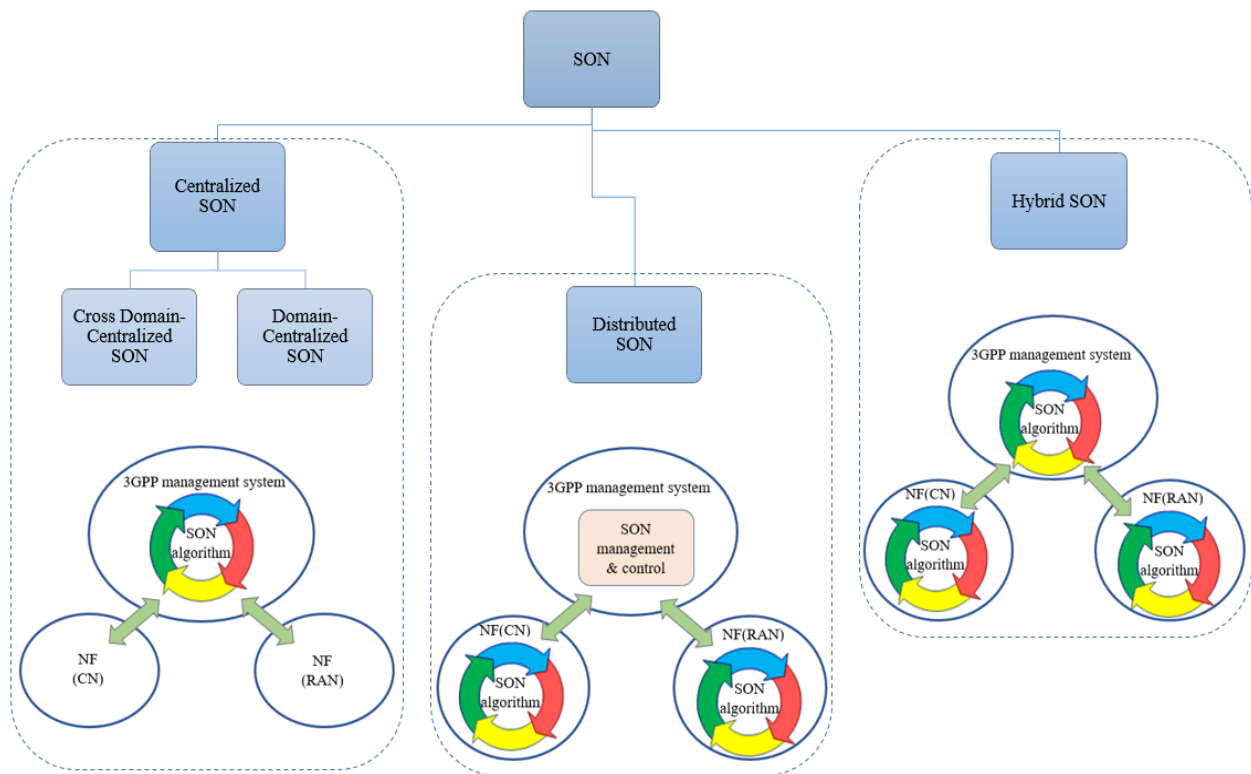 SON
Centralized
SON
Cross Domain-
Centralized
SON
Domain-
Centralized
SON
3GPP management system
SON
algorithm
NF
(CN)
NF
(RAN)
Distributed
SON
3GPP management system
SON
management
& control
NF(CN)
SON
algorithm
NF(RAN)
SON
algorithm
Hybrid SON
3GPP management system
SON
algorithm
NF(CN)
SON
algorithm
NF(RAN)
SON
algorithm